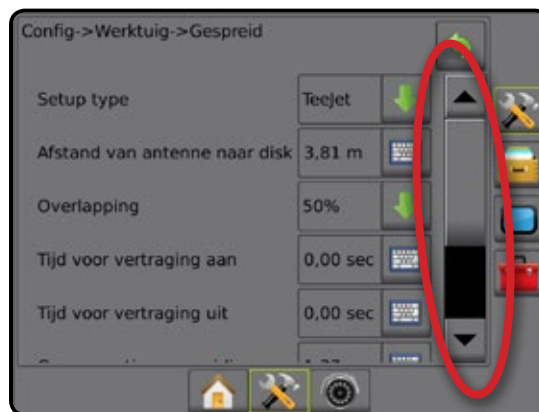 Config->Werktuig->Gespreid
Setup type TeeJet
Afstand van antenne naar disk 3,81 m
Overlapping 50%
Tijd voor vertraging aan 0,00 sec
Tijd voor vertraging uit 0,00 sec